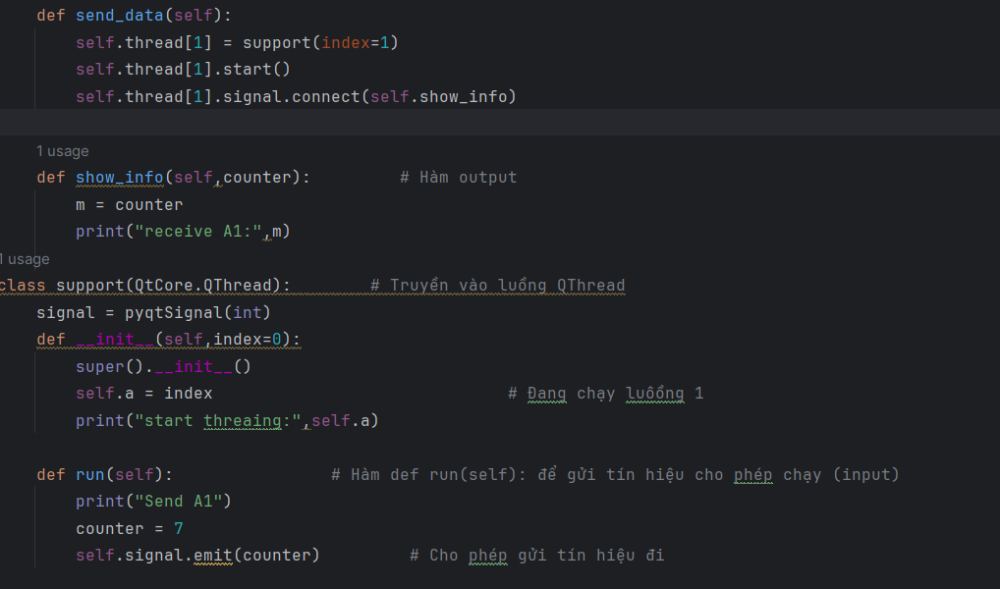 def send_data(self):
self.thread[1] = support(index=1)
self.thread[1].start()
self.thread[1].signal.connect(self.show_info)
1 usage
def show_info(self,counter):         # Hàm output
m = counter
print("receive A1:",m)
1 usage
class support(QtCore.QThread):        # Truyền vào luồng QThread
signal = pyqtSignal(int)
def __init__(self,index=0):
super().__init__()
self.a = index                              # Đang chạy luôồng 1
print("start threaing:",self.a)
def run(self):                # Hàm def run(self): để gửi tín hiệu cho phép chạy (input)
print("Send A1")
counter = 7
self.signal.emit(counter)         # Cho phép gửi tín hiệu đi